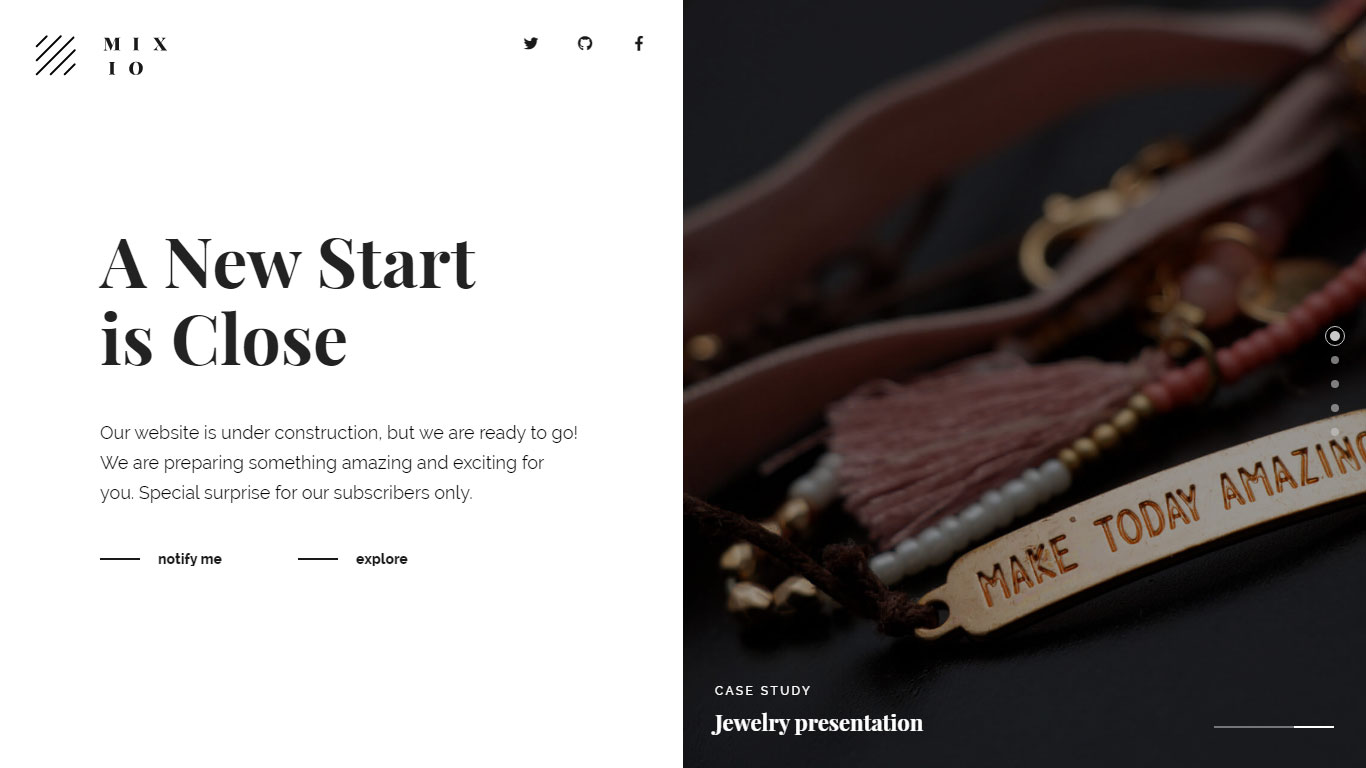 MIX
IO
A New Start
is Close
Our website is under construction, but we are ready to go!
We are preparing something amazing and exciting for
you. Special surprise for our subscribers only.
notify me
explore
MAKE TODAY AMAZING
CASE STUDY
Jewelry presentation